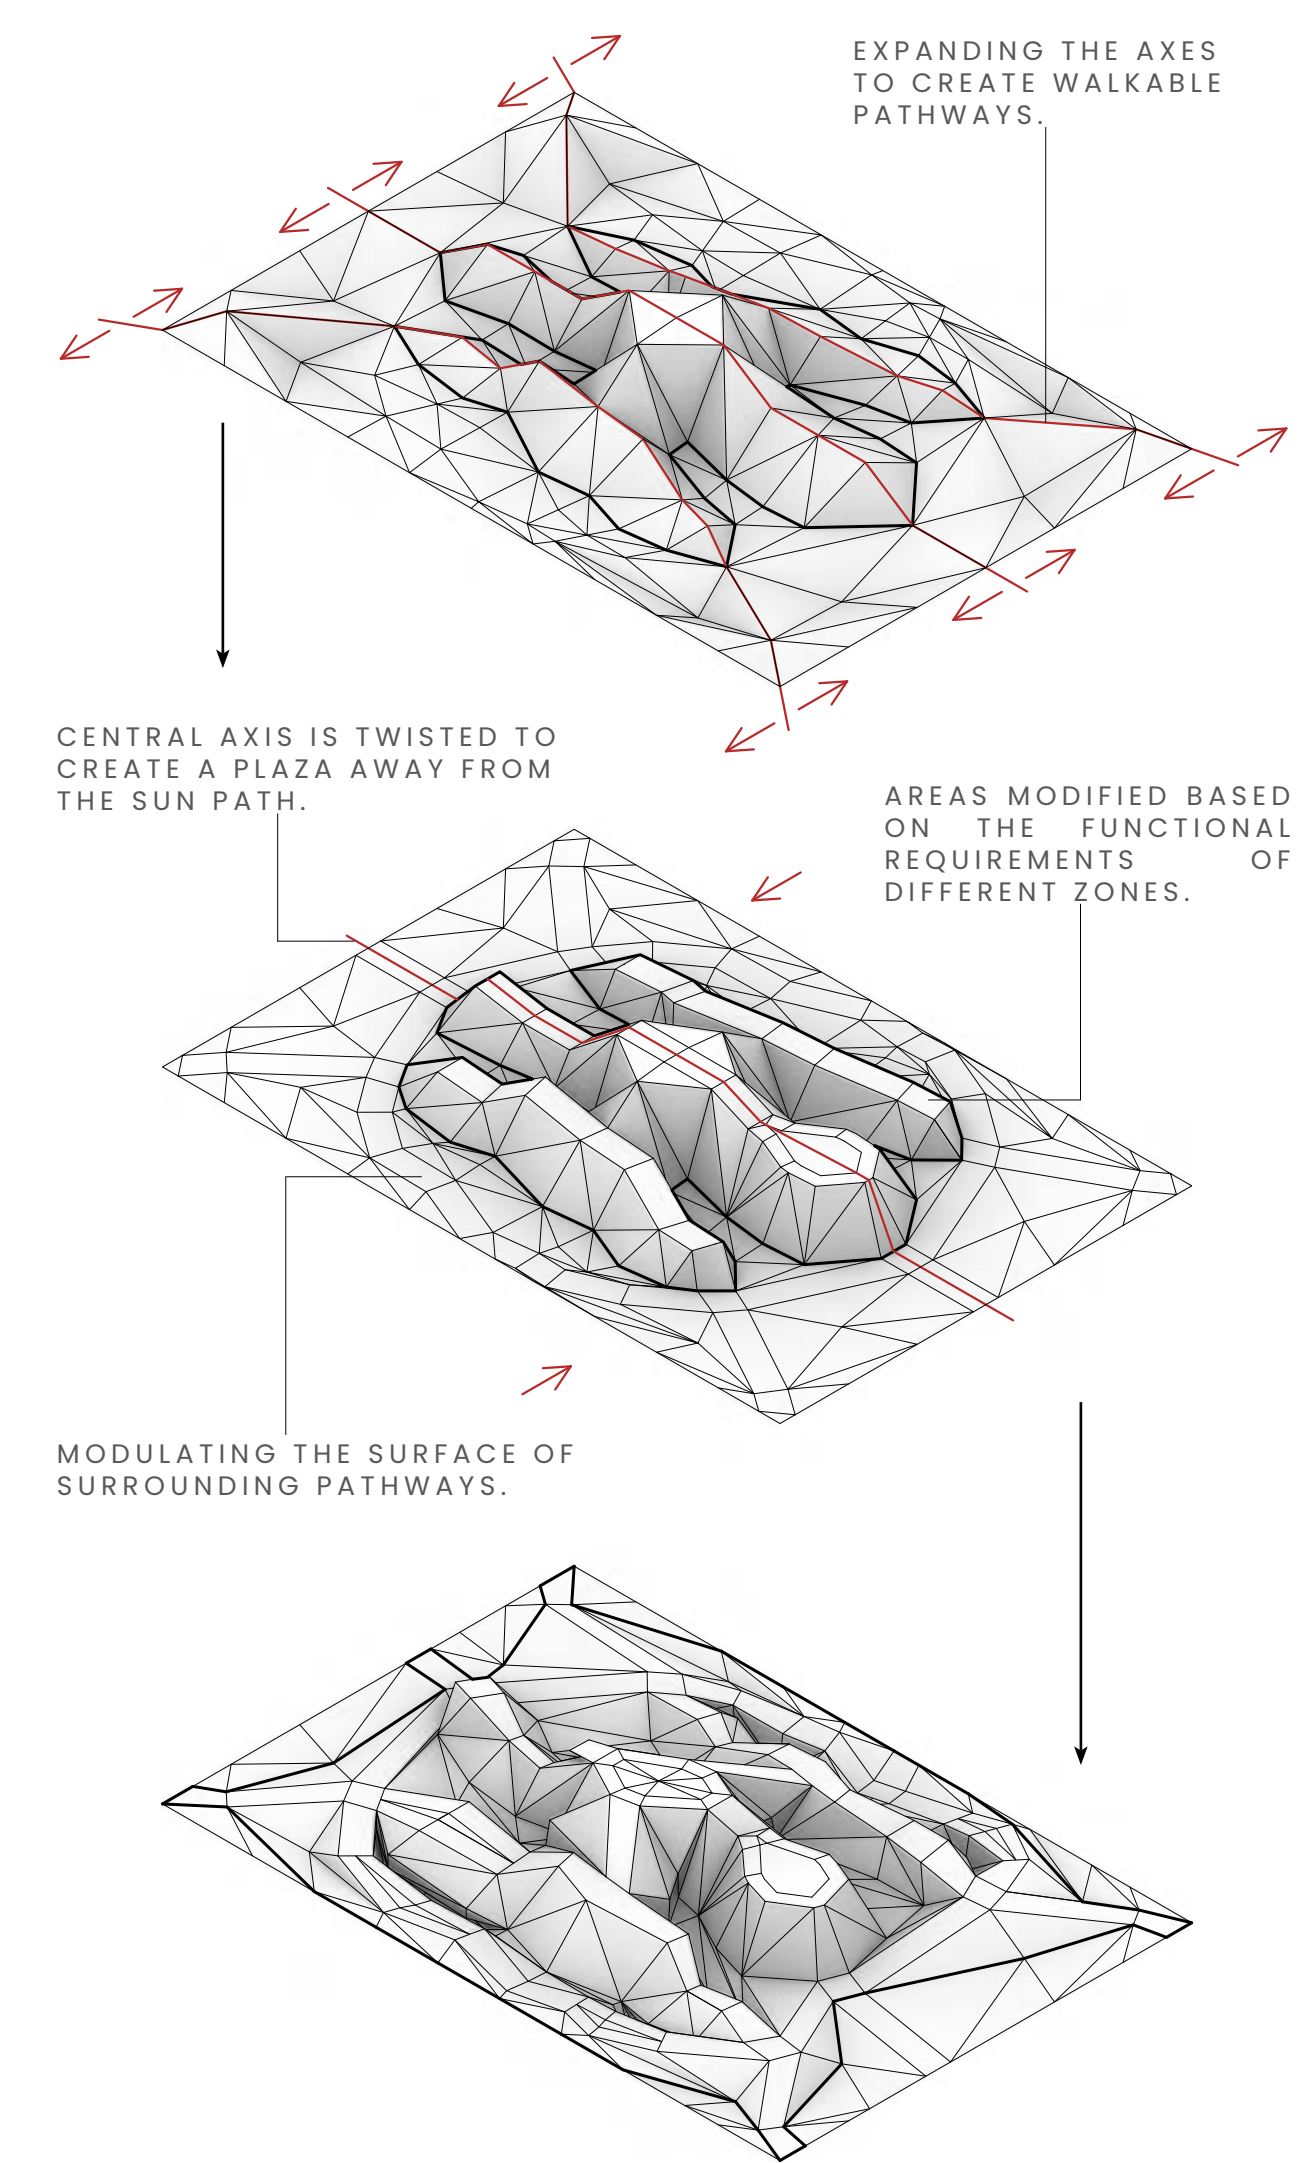 EXPANDING THE AXES
TO CREATE WALKABLE
PATHWAYS.
CENTRAL AXIS IS TWISTED TO
CREATE A PLAZA AWAY FROM
THE SUN PATH.
AREAS MODIFIED BASED
ON THE FUNCTIONAL
REQUIREMENTS OF
DIFFERENT ZONES.
MODULATING THE SURFACE OF
SURROUNDING PATHWAYS.